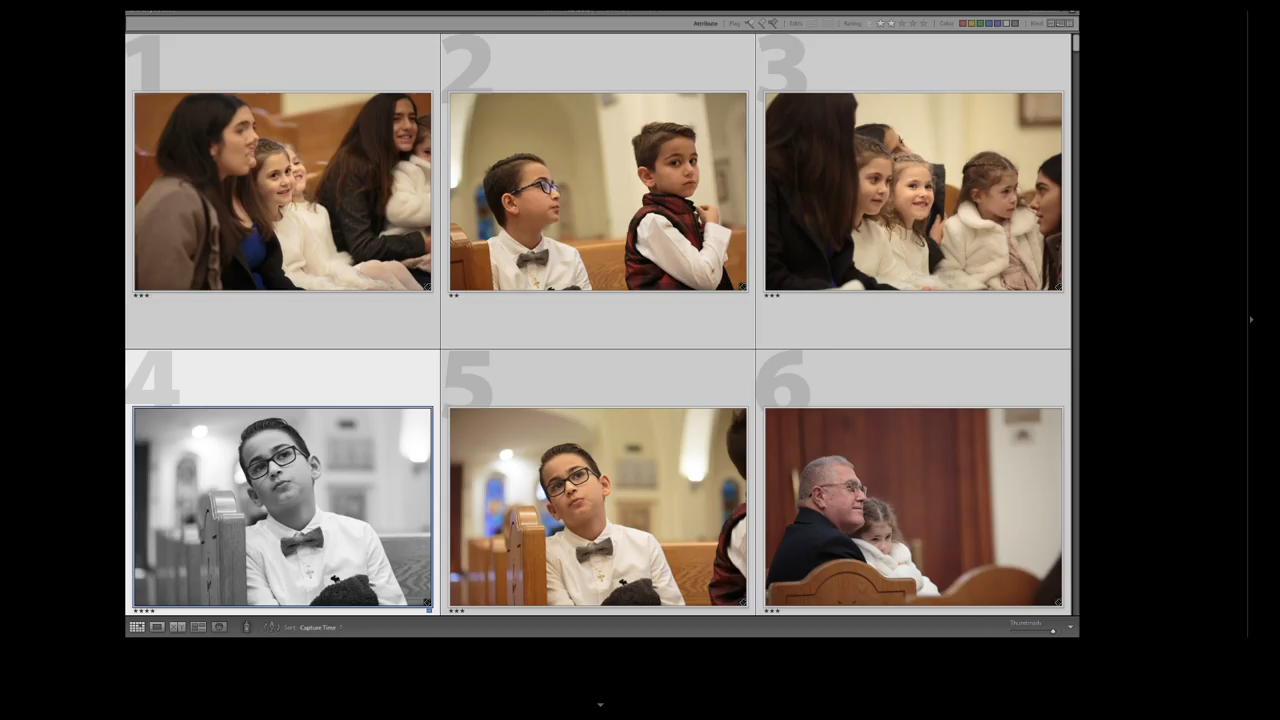 Attribute Flag Edits Rating Color Kind
1 2 3
★★★ ★★ ★★★
4 5 6
★★★★ ★★★ ★★★
Sort: Capture Time
Thumbnails